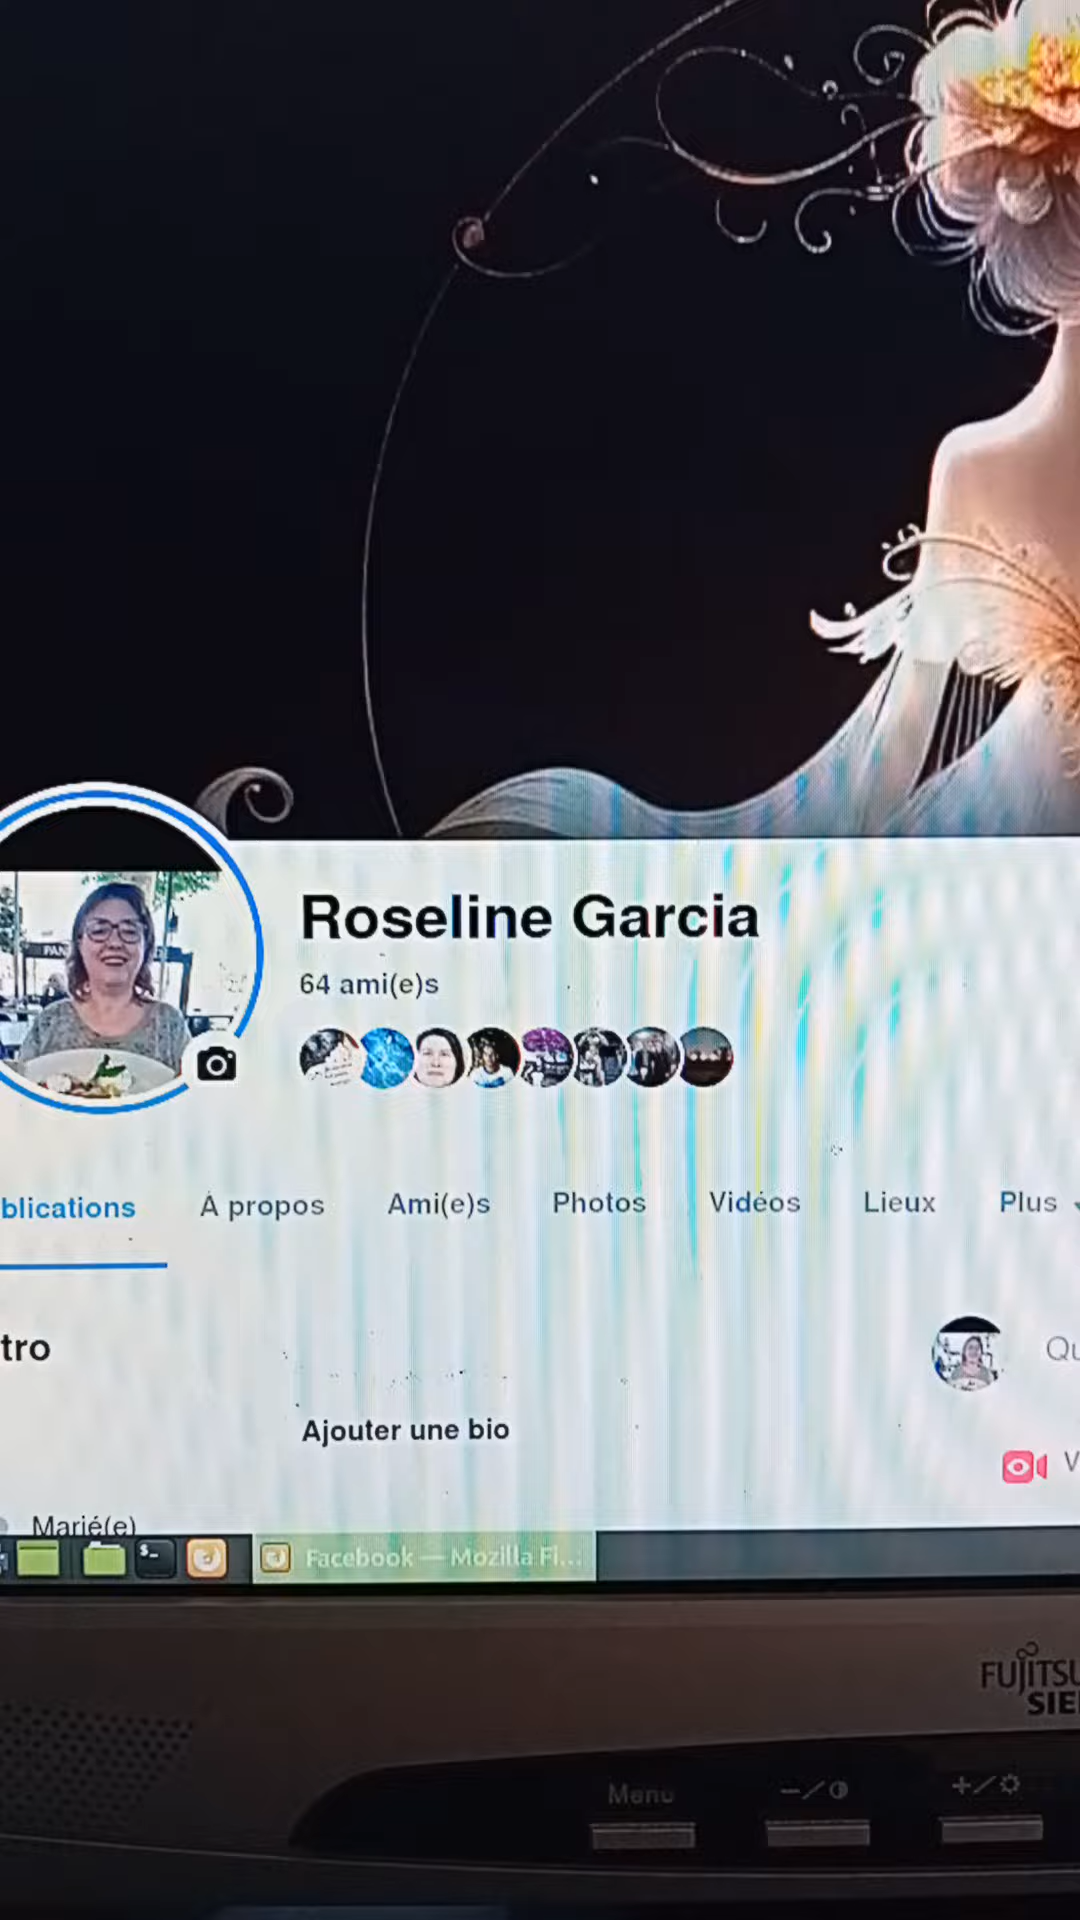 Roseline Garcia
64 ami(e)s
blications À propos Ami(e)s Photos Vidéos Lieux Plus
tro
Qu
Ajouter une bio
V
Marié(e)
Facebook — Mozilla Fi...
FUJITSU
SIE
Menu